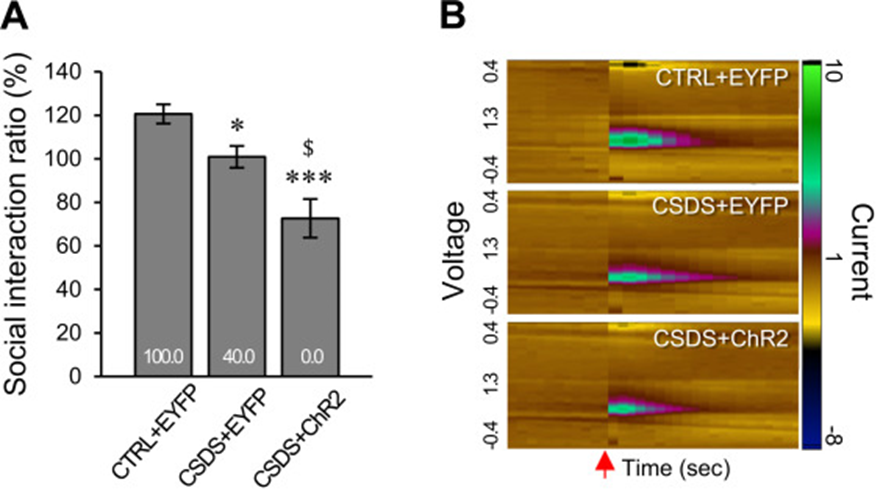 A
Social interaction ratio (%)
140
120
100
80
60
40
20
0
*
$
***
100.0
40.0
0.0
CTRL+EYFP
CSDS+EYFP
CSDS+ChR2
B
Voltage
0.4
1.3
-0.4
CTRL+EYFP
0.4
1.3
-0.4
CSDS+EYFP
0.4
1.3
-0.4
CSDS+ChR2
Time (sec)
10
1
-8
Current